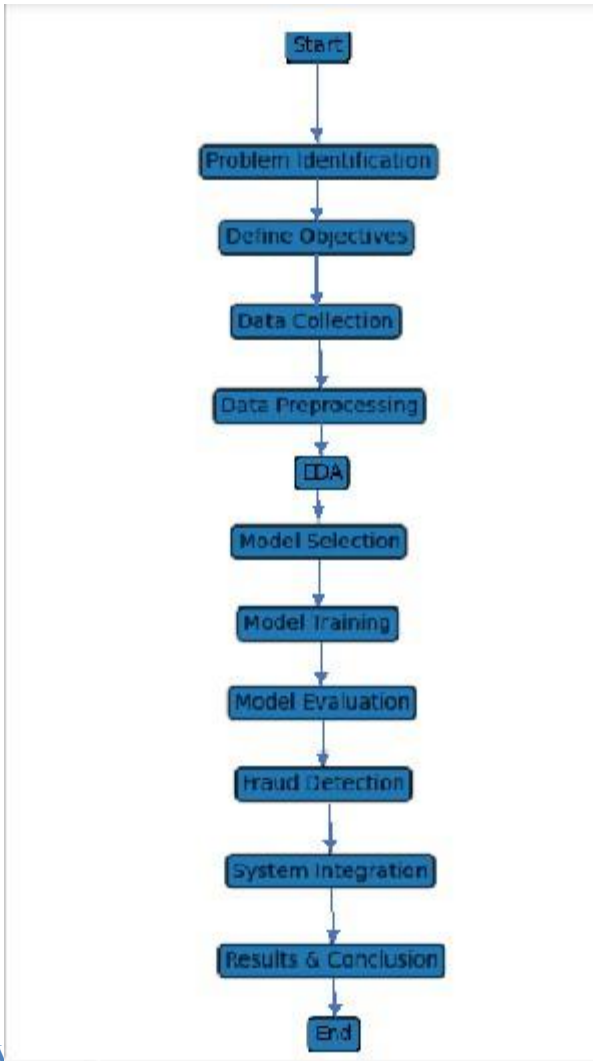 Start
Problem Identification
Define Objectives
Data Collection
Data Preprocessing
EDA
Model Selection
Model Training
Model Evaluation
Fraud Detection
System Integration
Results & Conclusion
End